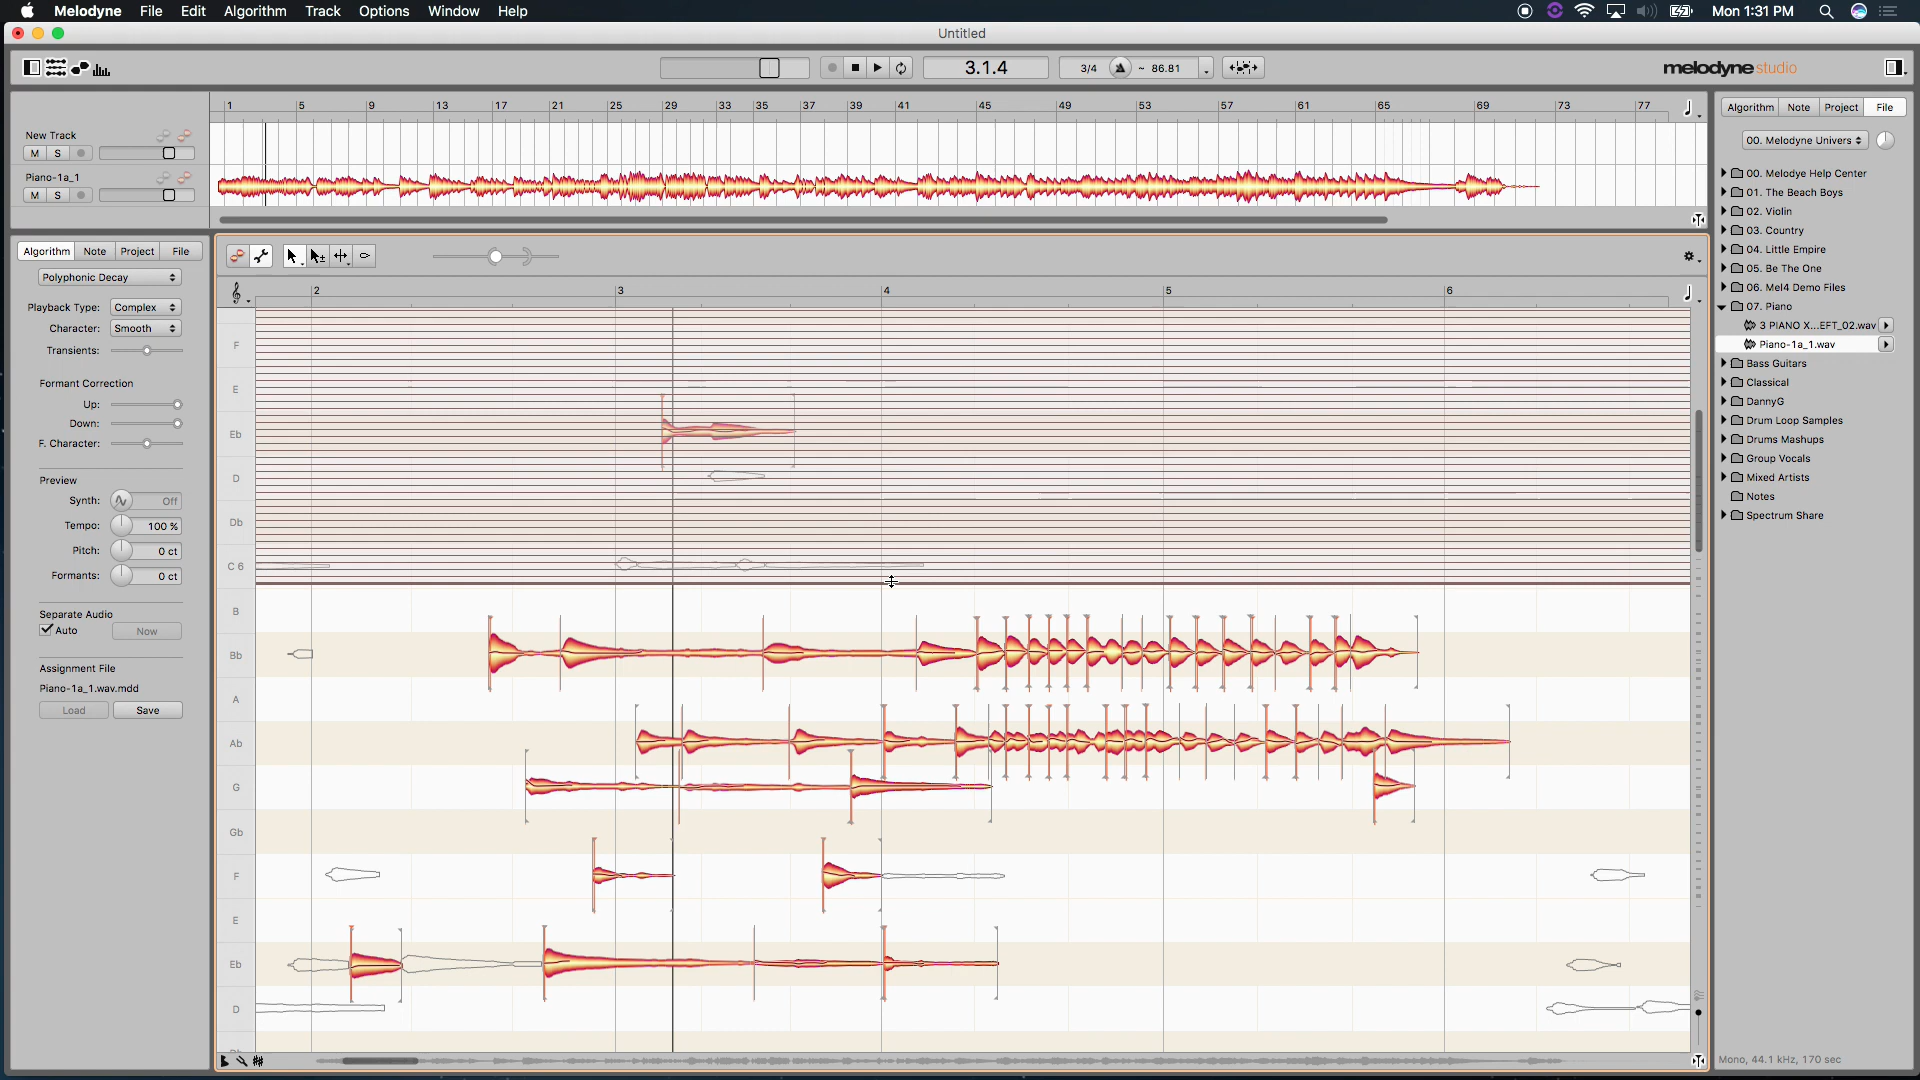 Melodyne File Edit Algorithm Track Options Window Help Mon 1:31 PM
Untitled
3.1.4 3/4 ~ 86.81 melodyne studio
1 5 9 13 17 21 25 29 33 35 37 39 41 45 49 53 57 61 65 69 73 77
Algorithm Note Project File
New Track
M S
00. Melodyne Univers
Piano-1a_1
M S
00. Melodye Help Center
01. The Beach Boys
02. Violin
03. Country
04. Little Empire
05. Be The One
06. Mel4 Demo Files
07. Piano
3 PIANO X...EFT_02.wav
Piano-1a_1.wav
Bass Guitars
Classical
DannyG
Drum Loop Samples
Drums Mashups
Group Vocals
Mixed Artists
Notes
Spectrum Share
Mono, 44.1 kHz, 170 sec
Algorithm Note Project File
Polyphonic Decay
Playback Type: Complex
Character: Smooth
Transients:
Formant Correction
Up:
Down:
F. Character:
Preview
Synth: Off
Tempo: 100 %
Pitch: 0 ct
Formants: 0 ct
Separate Audio
Auto Now
Assignment File
Piano-1a_1.wav.mdd
Load Save
2 3 4 5 6
F
E
Eb
D
Db
C 6
B
Bb
A
Ab
G
Gb
F
E
Eb
D